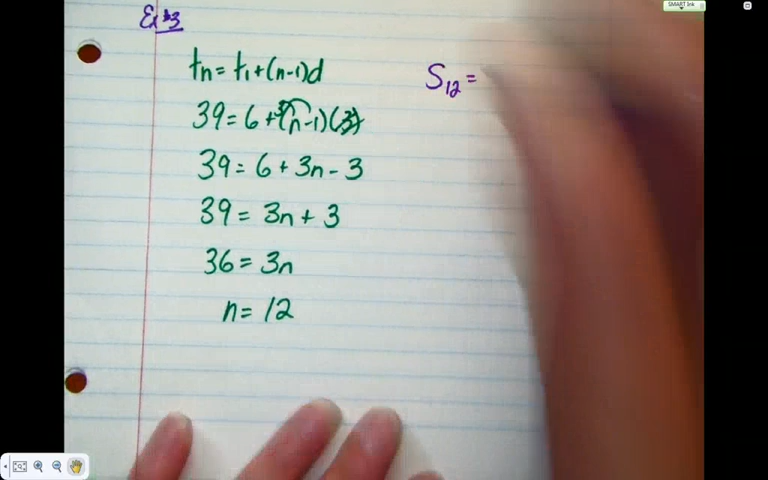 Ex #3
tn = t1 + (n-1)d
39 = 6 + (n-1)(3)
39 = 6 + 3n - 3
39 = 3n + 3
36 = 3n
n = 12
S12 =
SMART Ink